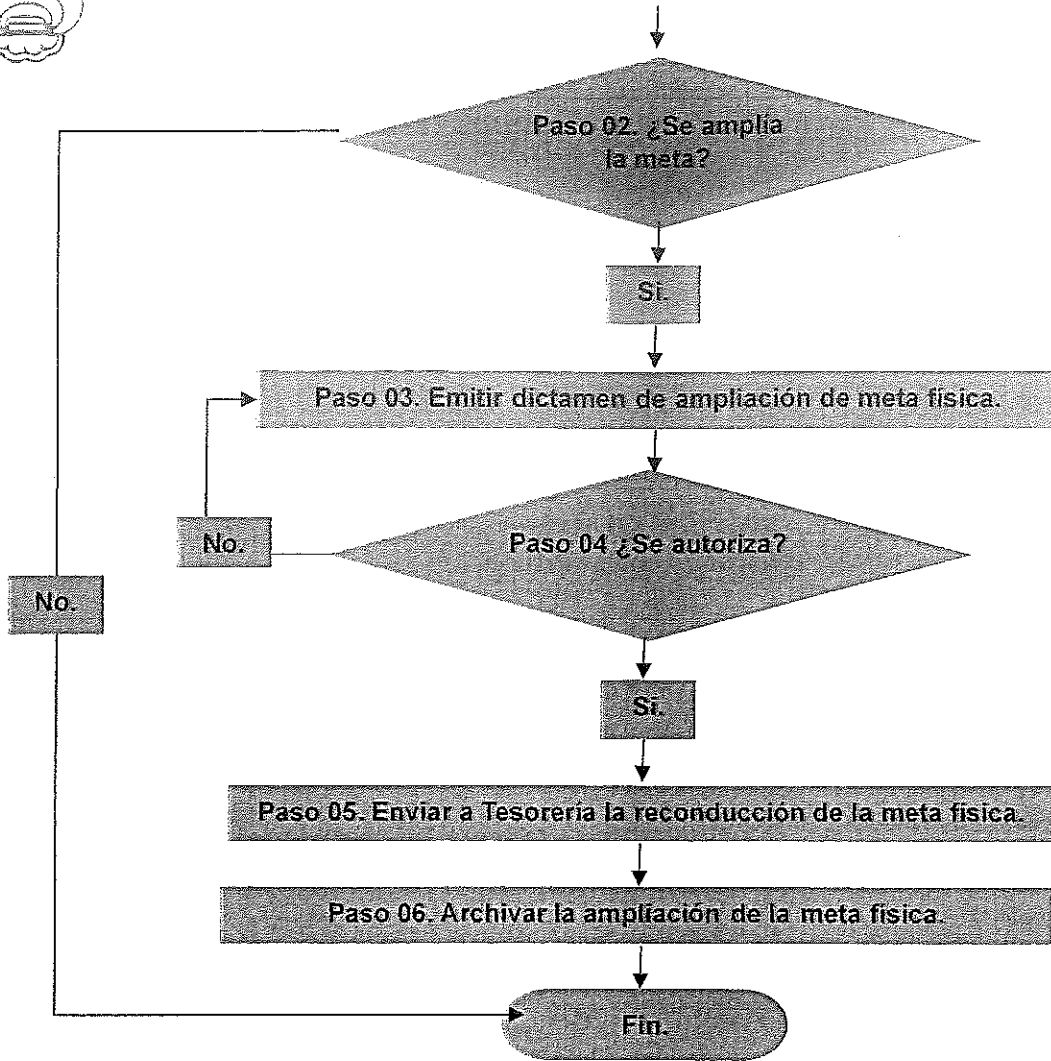 Paso 02. ¿Se amplía
la meta?
Si.
Paso 03. Emitir dictamen de ampliación de meta física.
No.
Paso 04 ¿Se autoriza?
No.
Si.
Paso 05. Enviar a Tesorería la reconducción de la meta física.
Paso 06. Archivar la ampliación de la meta física.
Fin.